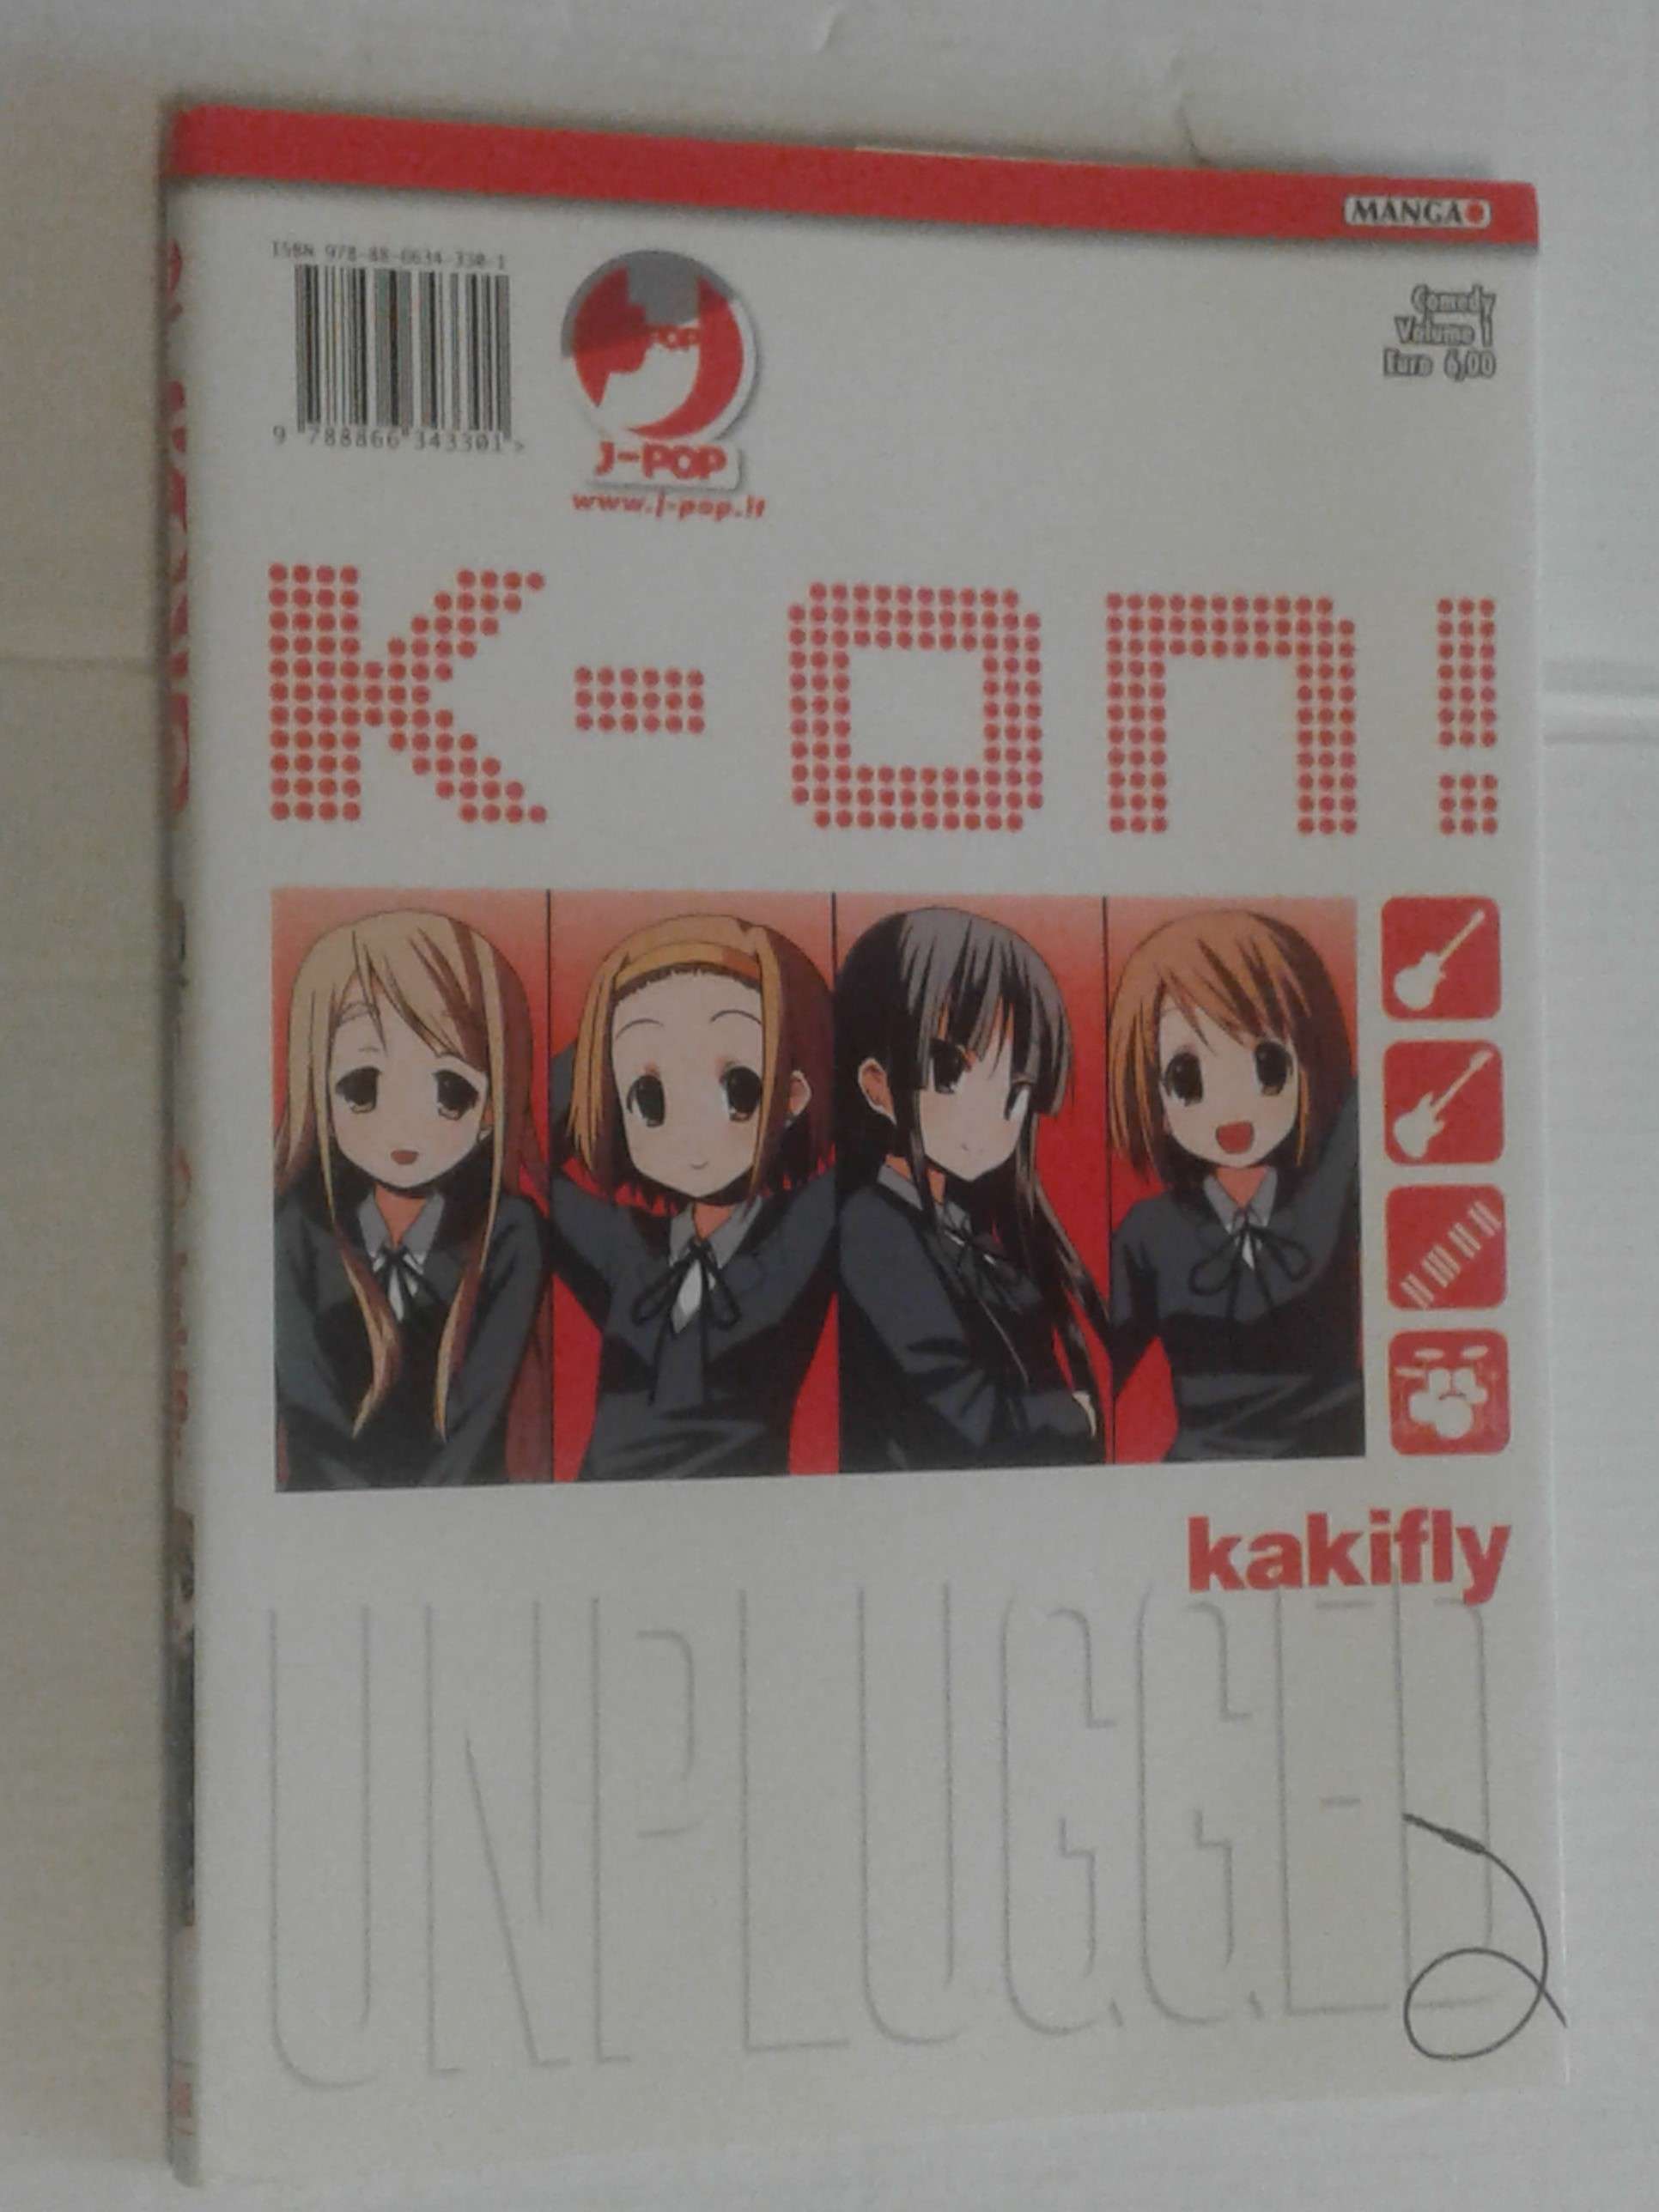 MANGA
ISBN 978-88-6634-330-1
9 788866 343301 >
J-POP
www.j-pop.it
Comedy
Volume 1
Euro 6,00
K-ON!
kakifly
UNPLUGGED